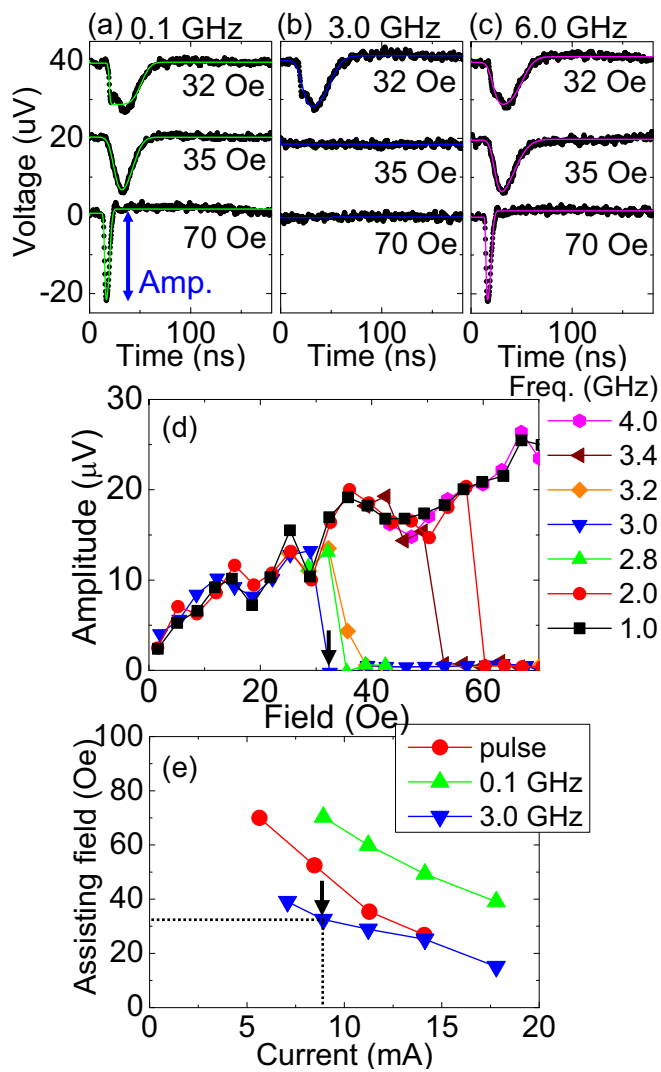 (a) 0.1 GHz (b) 3.0 GHz (c) 6.0 GHz
40
20
0
-20
Voltage (uV)
32 Oe
35 Oe
70 Oe
Amp.
32 Oe
35 Oe
70 Oe
32 Oe
35 Oe
70 Oe
0 100 0 100 0 100
Time (ns) Time (ns) Time (ns)
(d)
30
20
10
0
Amplitude (μV)
0 20 40 60
Field (Oe)
Freq. (GHz)
4.0
3.4
3.2
3.0
2.8
2.0
1.0
(e)
100
80
60
40
20
0
Assisting field (Oe)
pulse
0.1 GHz
3.0 GHz
0 5 10 15 20
Current (mA)